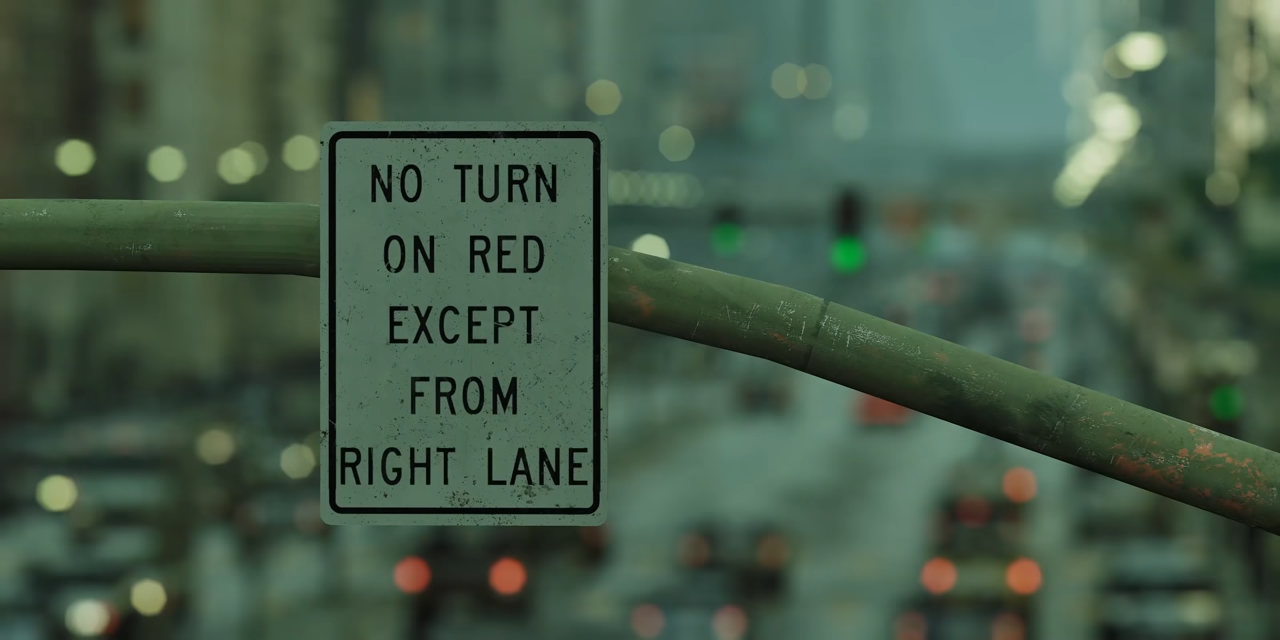 NO TURN
ON RED
EXCEPT
FROM
RIGHT LANE